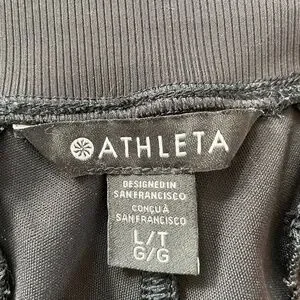 ATHLETA
DESIGNED IN
SAN FRANCISCO
CONÇU À
SAN FRANCISCO
L/T
G/G